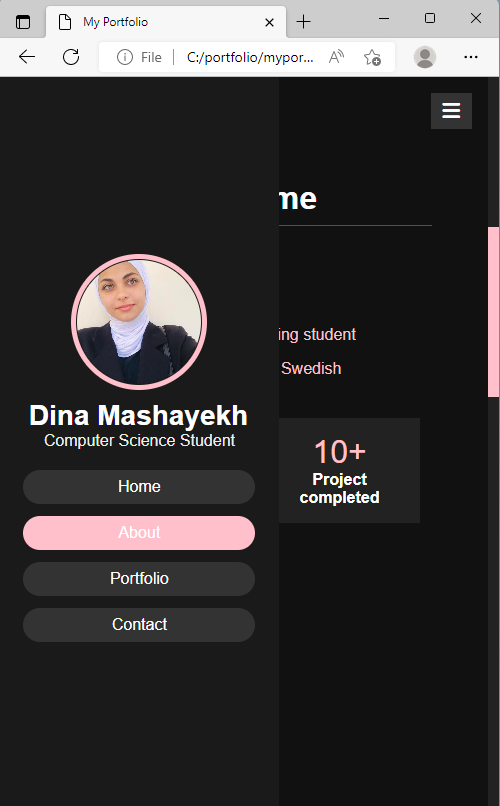 My Portfolio
File
C:/portfolio/mypor...
me
Dina Mashayekh
Computer Science Student
Home
About
Portfolio
Contact
ing student
Swedish
10+
Project
completed